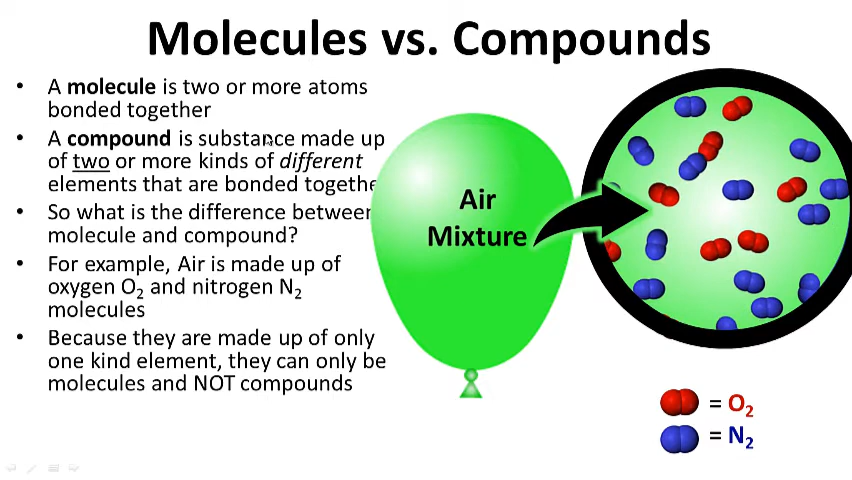 Molecules vs. Compounds
• A molecule is two or more atoms
bonded together
• A compound is substance made up
of two or more kinds of different
elements that are bonded togethe
• So what is the difference between
molecule and compound?
• For example, Air is made up of
oxygen O₂ and nitrogen N₂
molecules
• Because they are made up of only
one kind element, they can only be
molecules and NOT compounds
Air
Mixture
= O₂
= N₂